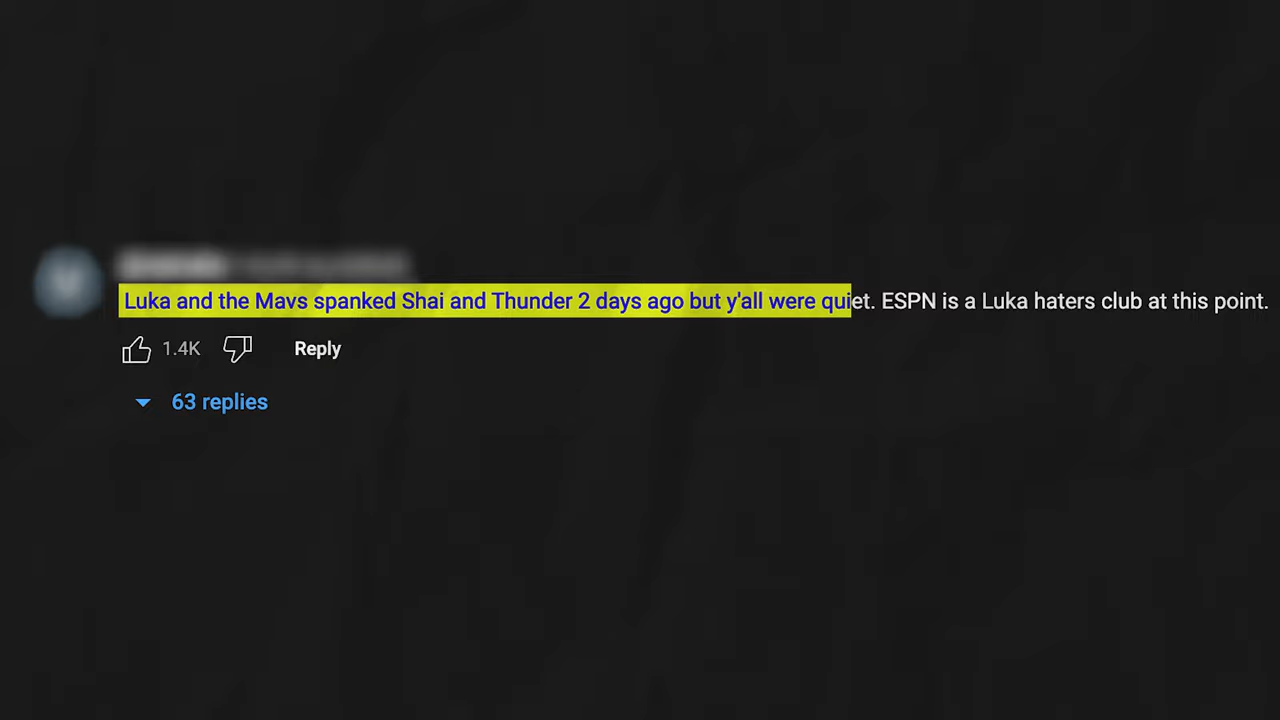 Luka and the Mavs spanked Shai and Thunder 2 days ago but y'all were quiet. ESPN is a Luka haters club at this point.
1.4K Reply
63 replies